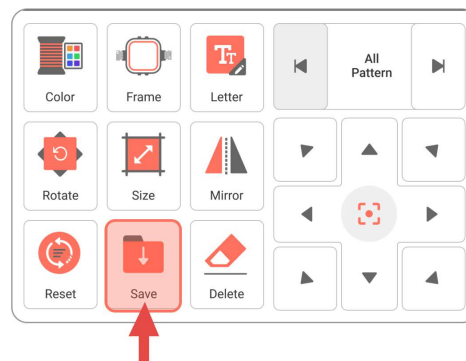 Color
Frame
Letter
All
Pattern
Rotate
Size
Mirror
Reset
Save
Delete